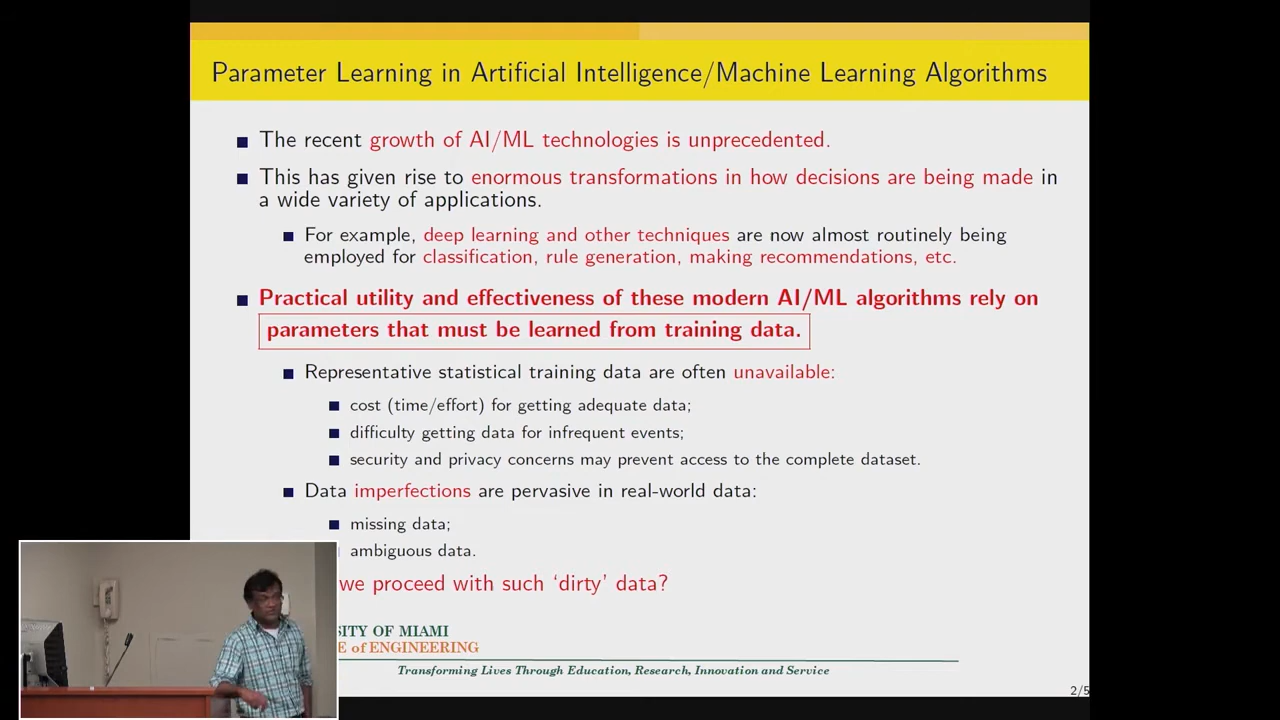 Parameter Learning in Artificial Intelligence/Machine Learning Algorithms
The recent growth of AI/ML technologies is unprecedented.
This has given rise to enormous transformations in how decisions are being made in
a wide variety of applications.
For example, deep learning and other techniques are now almost routinely being
employed for classification, rule generation, making recommendations, etc.
Practical utility and effectiveness of these modern AI/ML algorithms rely on
parameters that must be learned from training data.
Representative statistical training data are often unavailable:
cost (time/effort) for getting adequate data;
difficulty getting data for infrequent events;
security and privacy concerns may prevent access to the complete dataset.
Data imperfections are pervasive in real-world data:
missing data;
ambiguous data.
we proceed with such ‘dirty’ data?
SITY OF MIAMI
E of ENGINEERING
Transforming Lives Through Education, Research, Innovation and Service
2/5